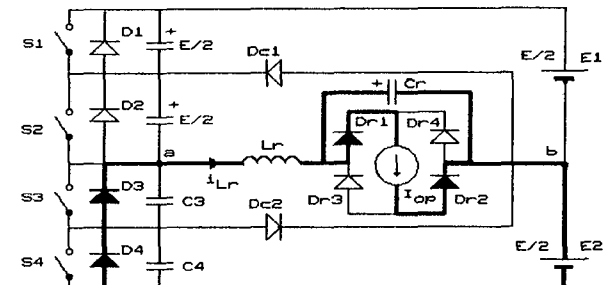 D1
+
S1
E/2
Dc1
E/2
E1
+
Cr
D2
+
E/2
Dr1
Dr4
S2
a
Lr
b
iLr
Iop
D3
S3
C3
Dc2
Dr3
Dr2
D4
E/2
E2
S4
C4